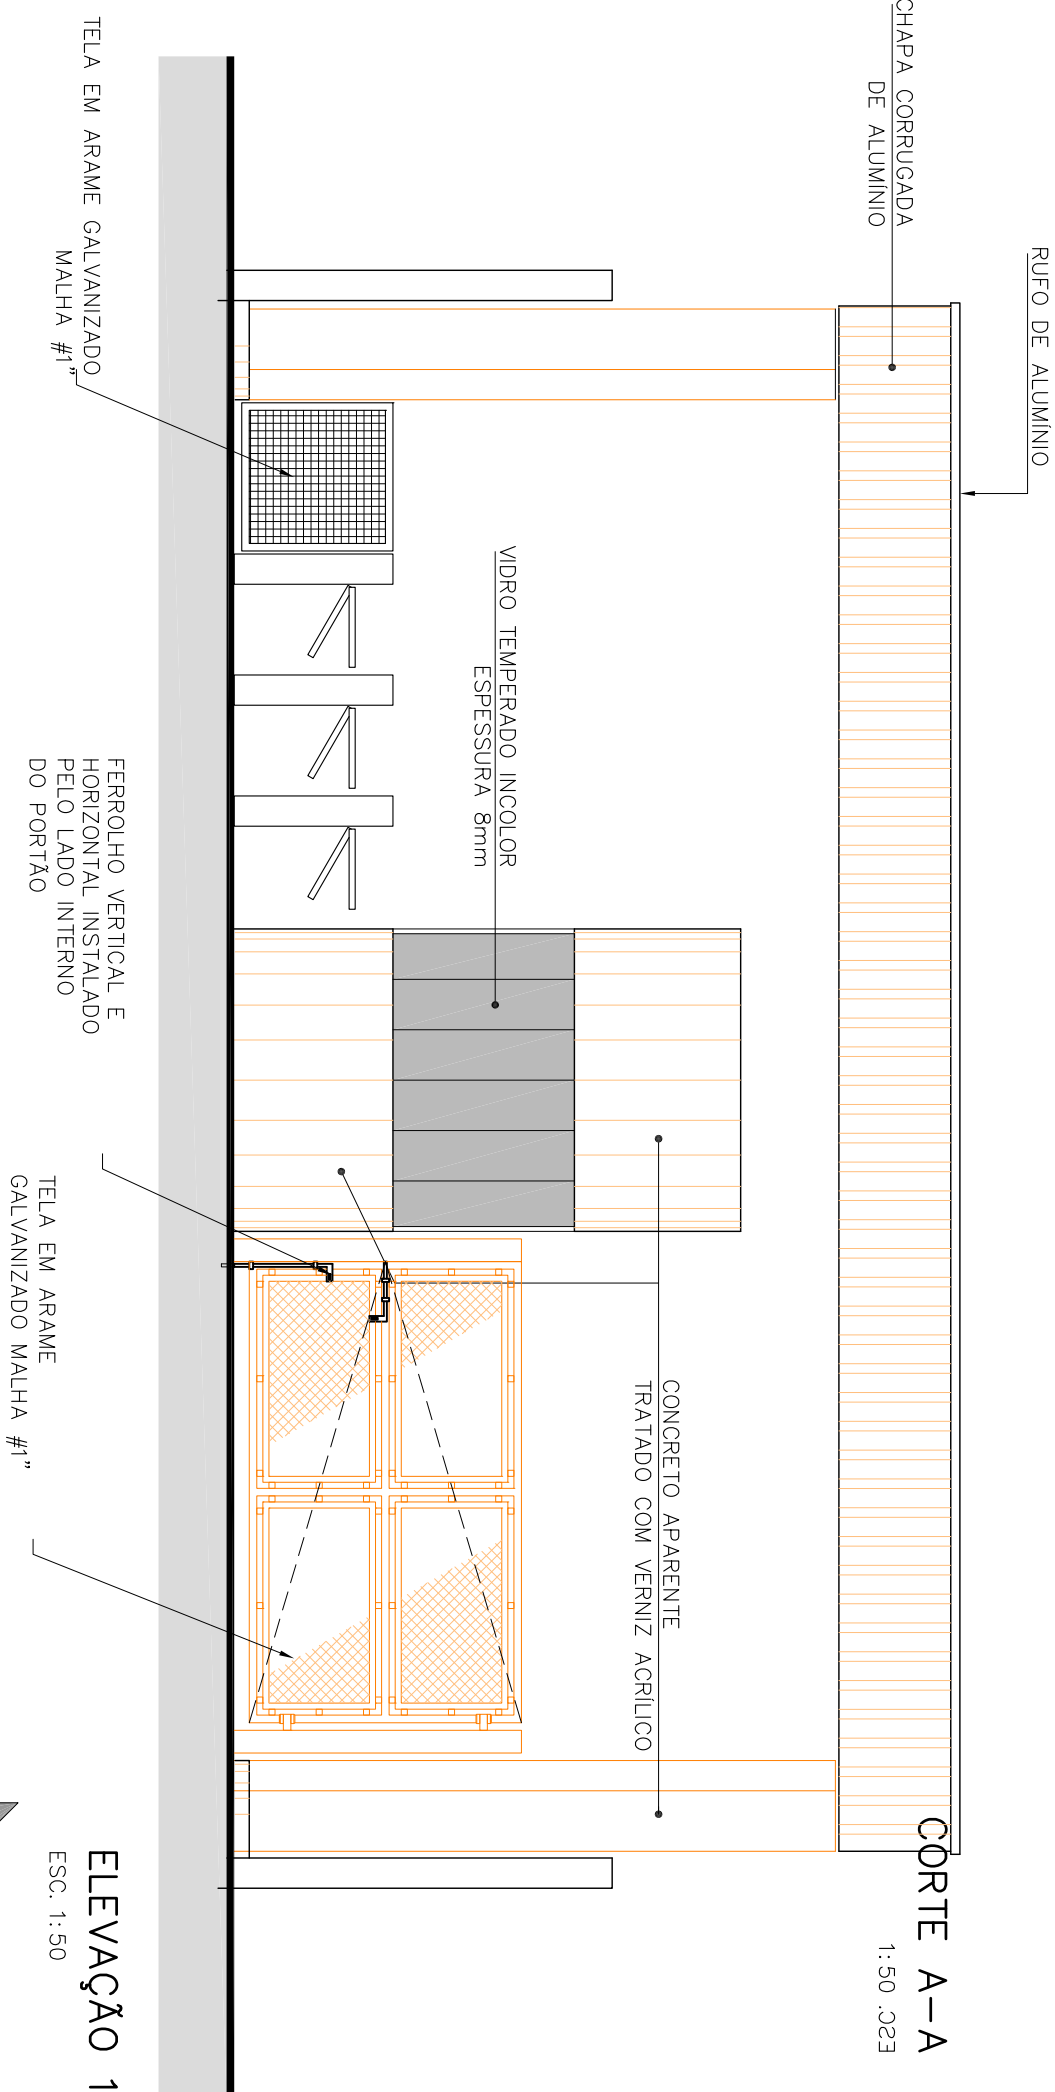 RUFO DE ALUMÍNIO
CHAPA CORRUGADA
DE ALUMÍNIO
CORTE A-A
1:50 .ƆƧƎ
CONCRETO APARENTE
TRATADO COM VERNIZ ACRÍLICO
VIDRO TEMPERADO INCOLOR
ESPESSURA 8mm
TELA EM ARAME GALVANIZADO
MALHA #1"
FERROLHO VERTICAL E
HORIZONTAL INSTALADO
PELO LADO INTERNO
DO PORTÃO
TELA EM ARAME
GALVANIZADO MALHA #1"
ELEVAÇÃO 1
ESC. 1:50